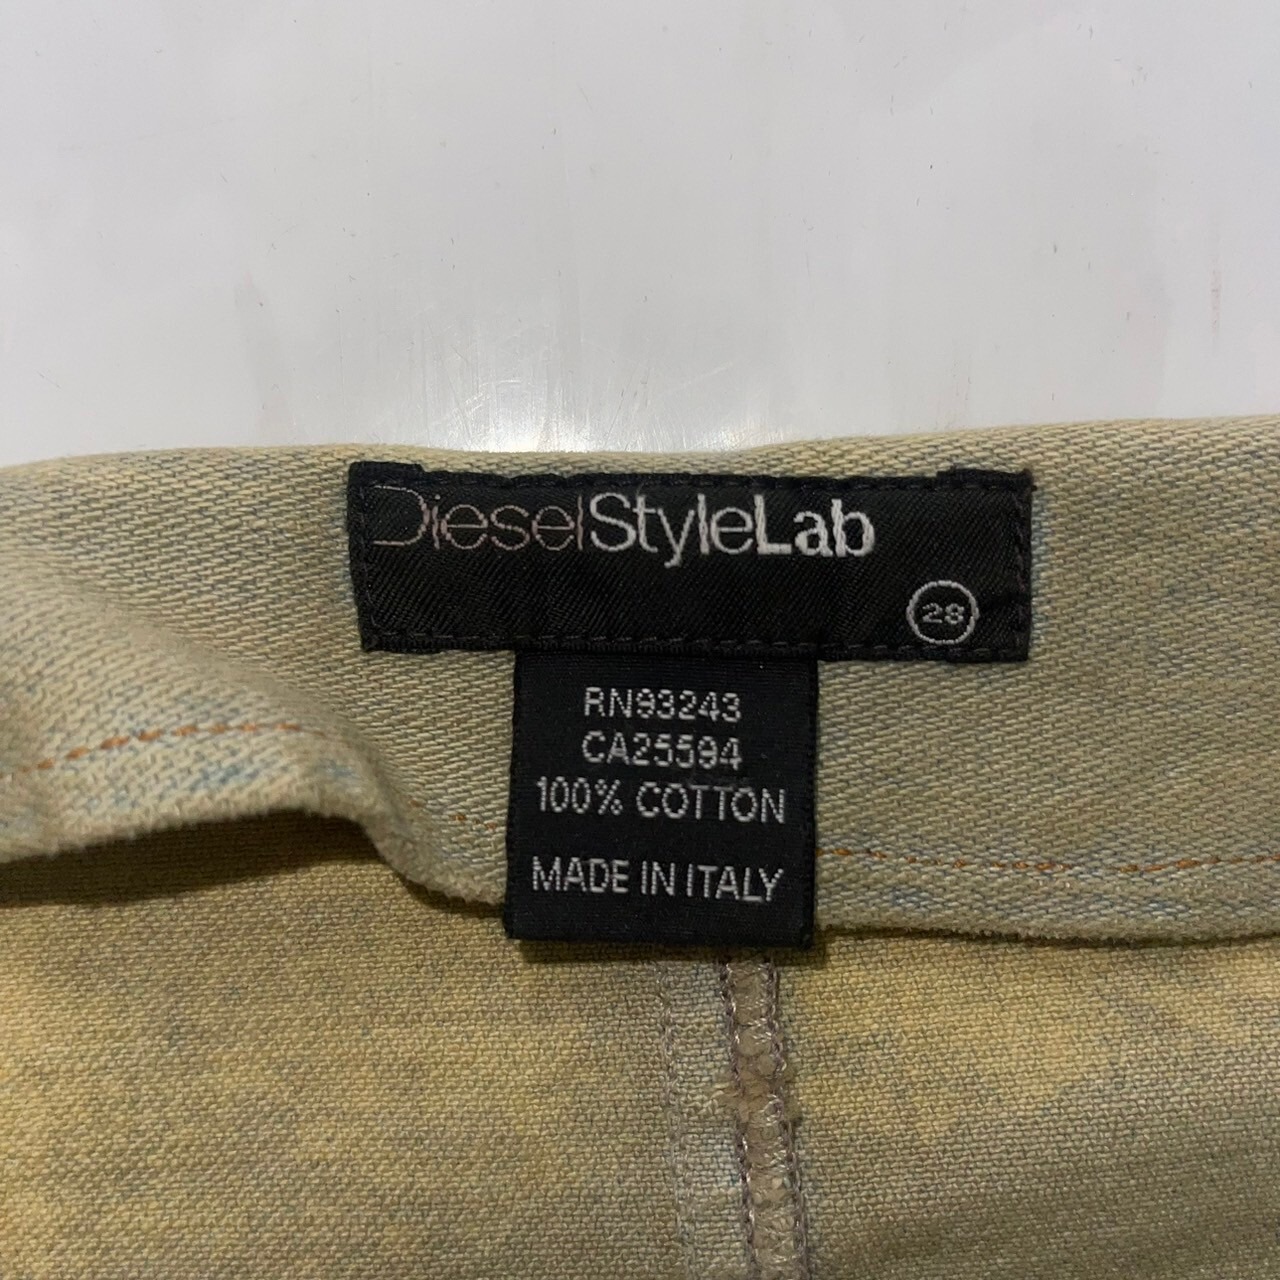 DieselStyleLab
28
RN93243
CA25594
100% COTTON
MADE IN ITALY